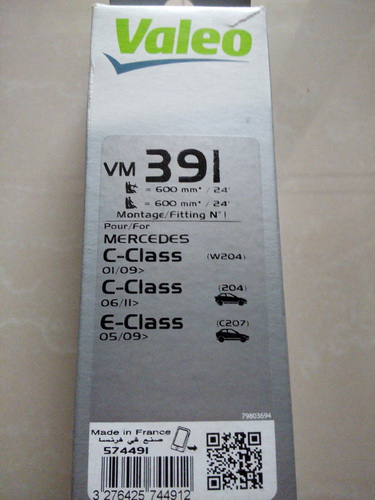 Valeo
VM 391
= 600 mm* / 24"
= 600 mm* / 24"
Montage/Fitting N° 1
Pour/For
MERCEDES
C-Class (W204)
01/09>
C-Class (204)
06/11>
E-Class (C207)
05/09>
79803694
Made in France
صنع في فرنسا
574491
3 276425 744912